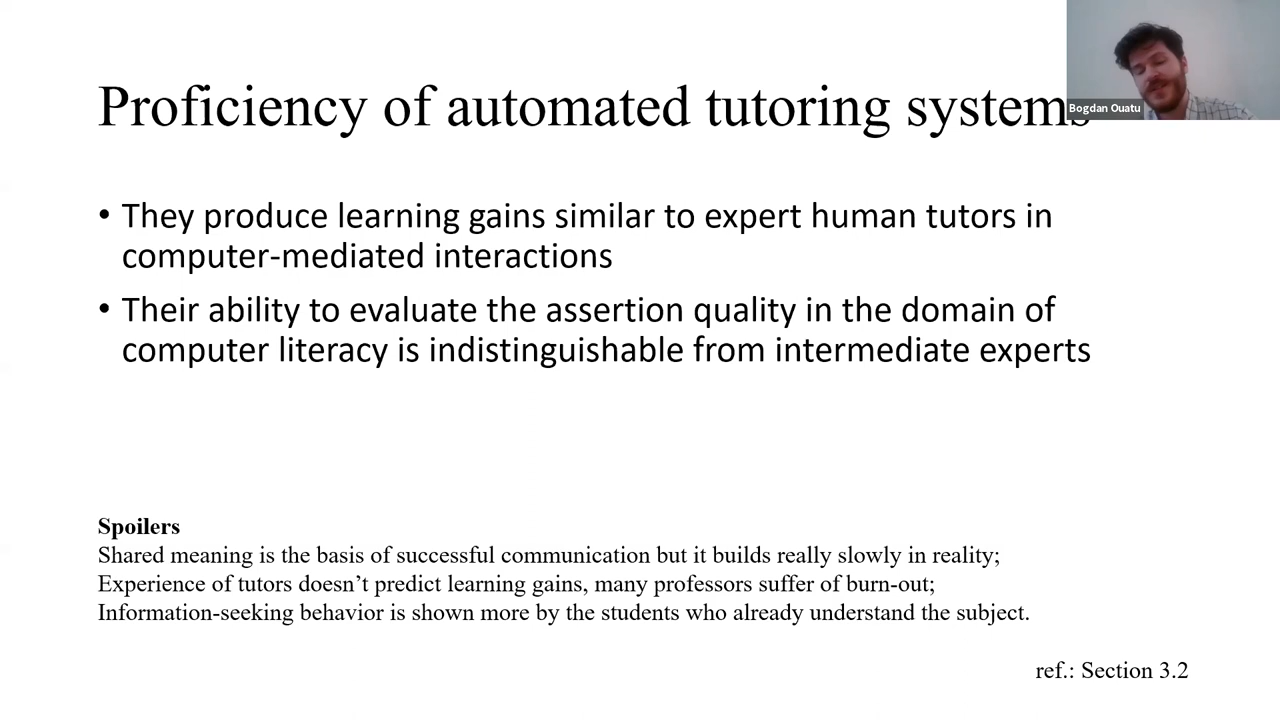 Proficiency of automated tutoring systems
Bogdan Ouatu
• They produce learning gains similar to expert human tutors in
computer-mediated interactions
• Their ability to evaluate the assertion quality in the domain of
computer literacy is indistinguishable from intermediate experts
Spoilers
Shared meaning is the basis of successful communication but it builds really slowly in reality;
Experience of tutors doesn’t predict learning gains, many professors suffer of burn-out;
Information-seeking behavior is shown more by the students who already understand the subject.
ref.: Section 3.2